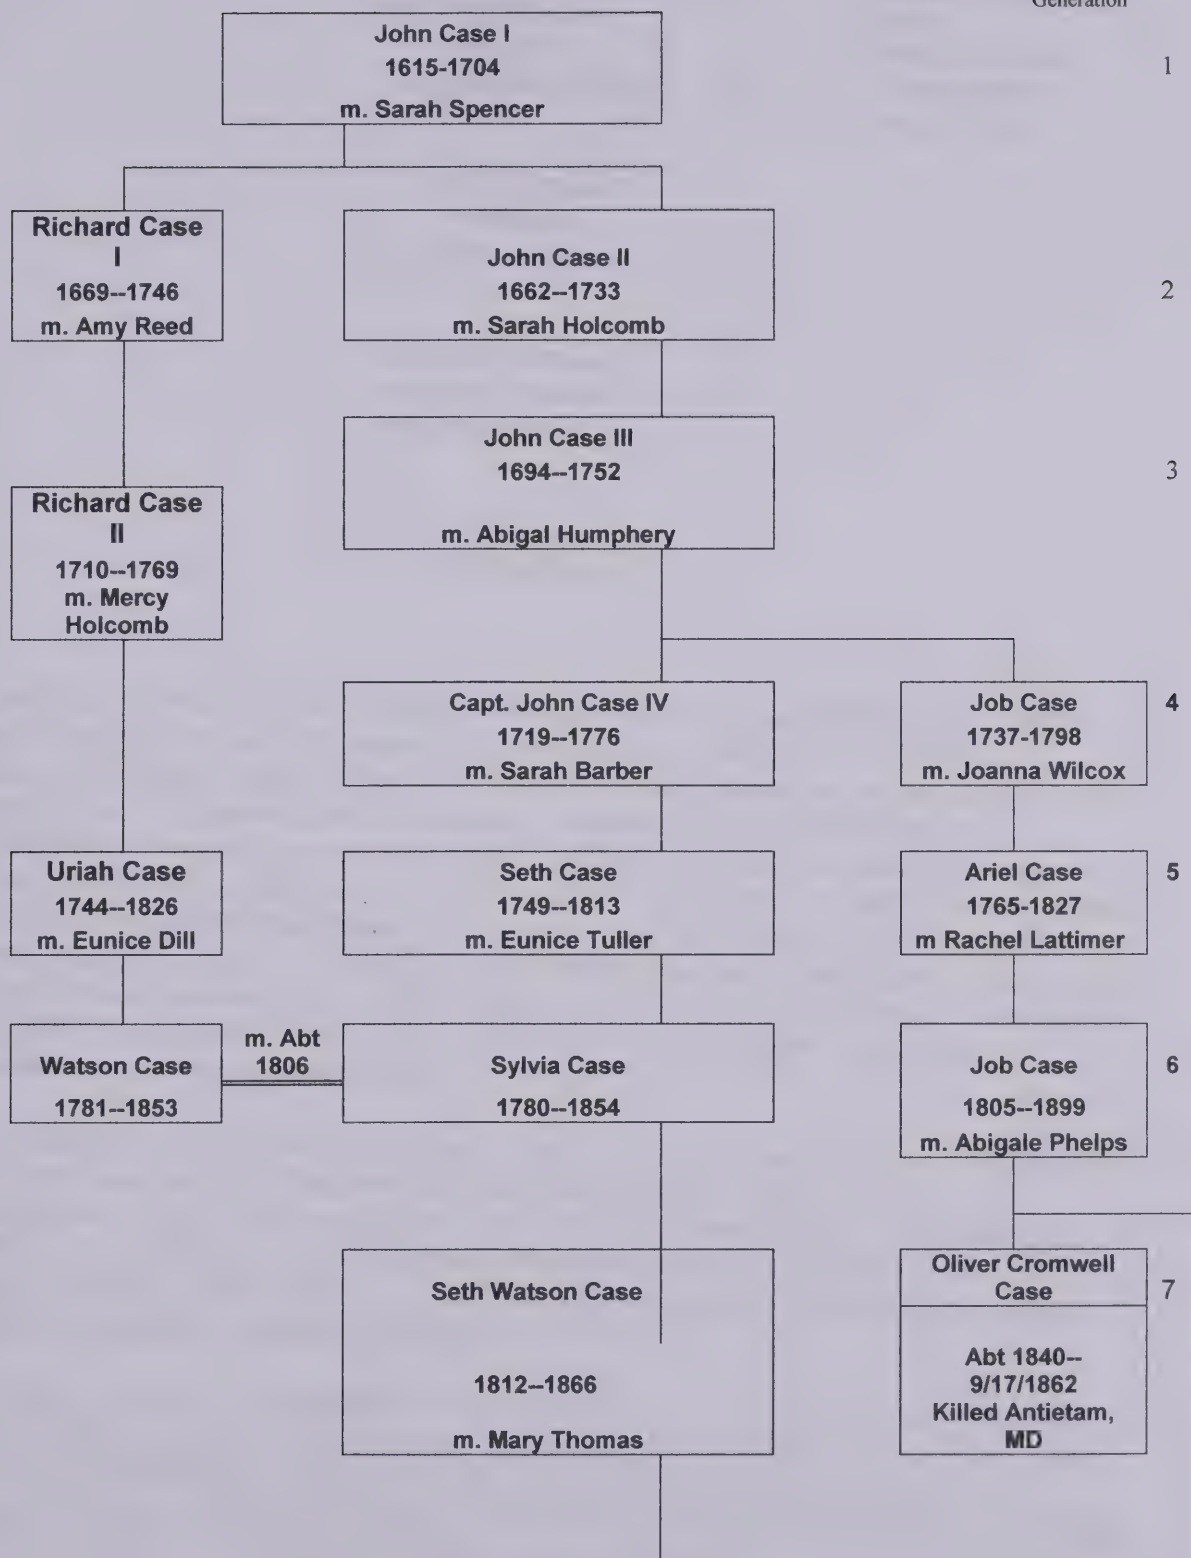 Generation
John Case I
1615-1704
m. Sarah Spencer
1
Richard Case
I
1669--1746
m. Amy Reed
John Case II
1662--1733
m. Sarah Holcomb
2
John Case III
1694--1752
m. Abigal Humphery
3
Richard Case
II
1710--1769
m. Mercy
Holcomb
Capt. John Case IV
1719--1776
m. Sarah Barber
Job Case
1737-1798
m. Joanna Wilcox
4
Uriah Case
1744--1826
m. Eunice Dill
Seth Case
1749--1813
m. Eunice Tuller
Ariel Case
1765-1827
m Rachel Lattimer
5
Watson Case
1781--1853
m. Abt
1806
Sylvia Case
1780--1854
Job Case
1805--1899
m. Abigale Phelps
6
Seth Watson Case
1812--1866
m. Mary Thomas
Oliver Cromwell
Case
Abt 1840--
9/17/1862
Killed Antietam,
MD
7